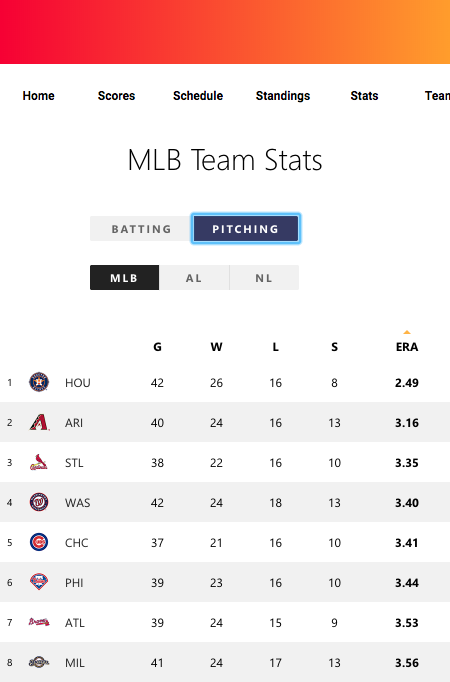 Home Scores Schedule Standings Stats Team
MLB Team Stats
BATTING PITCHING
MLB AL NL
G W L S ERA
1 HOU 42 26 16 8 2.49
2 ARI 40 24 16 13 3.16
3 STL 38 22 16 10 3.35
4 WAS 42 24 18 13 3.40
5 CHC 37 21 16 10 3.41
6 PHI 39 23 16 10 3.44
7 ATL 39 24 15 9 3.53
8 MIL 41 24 17 13 3.56